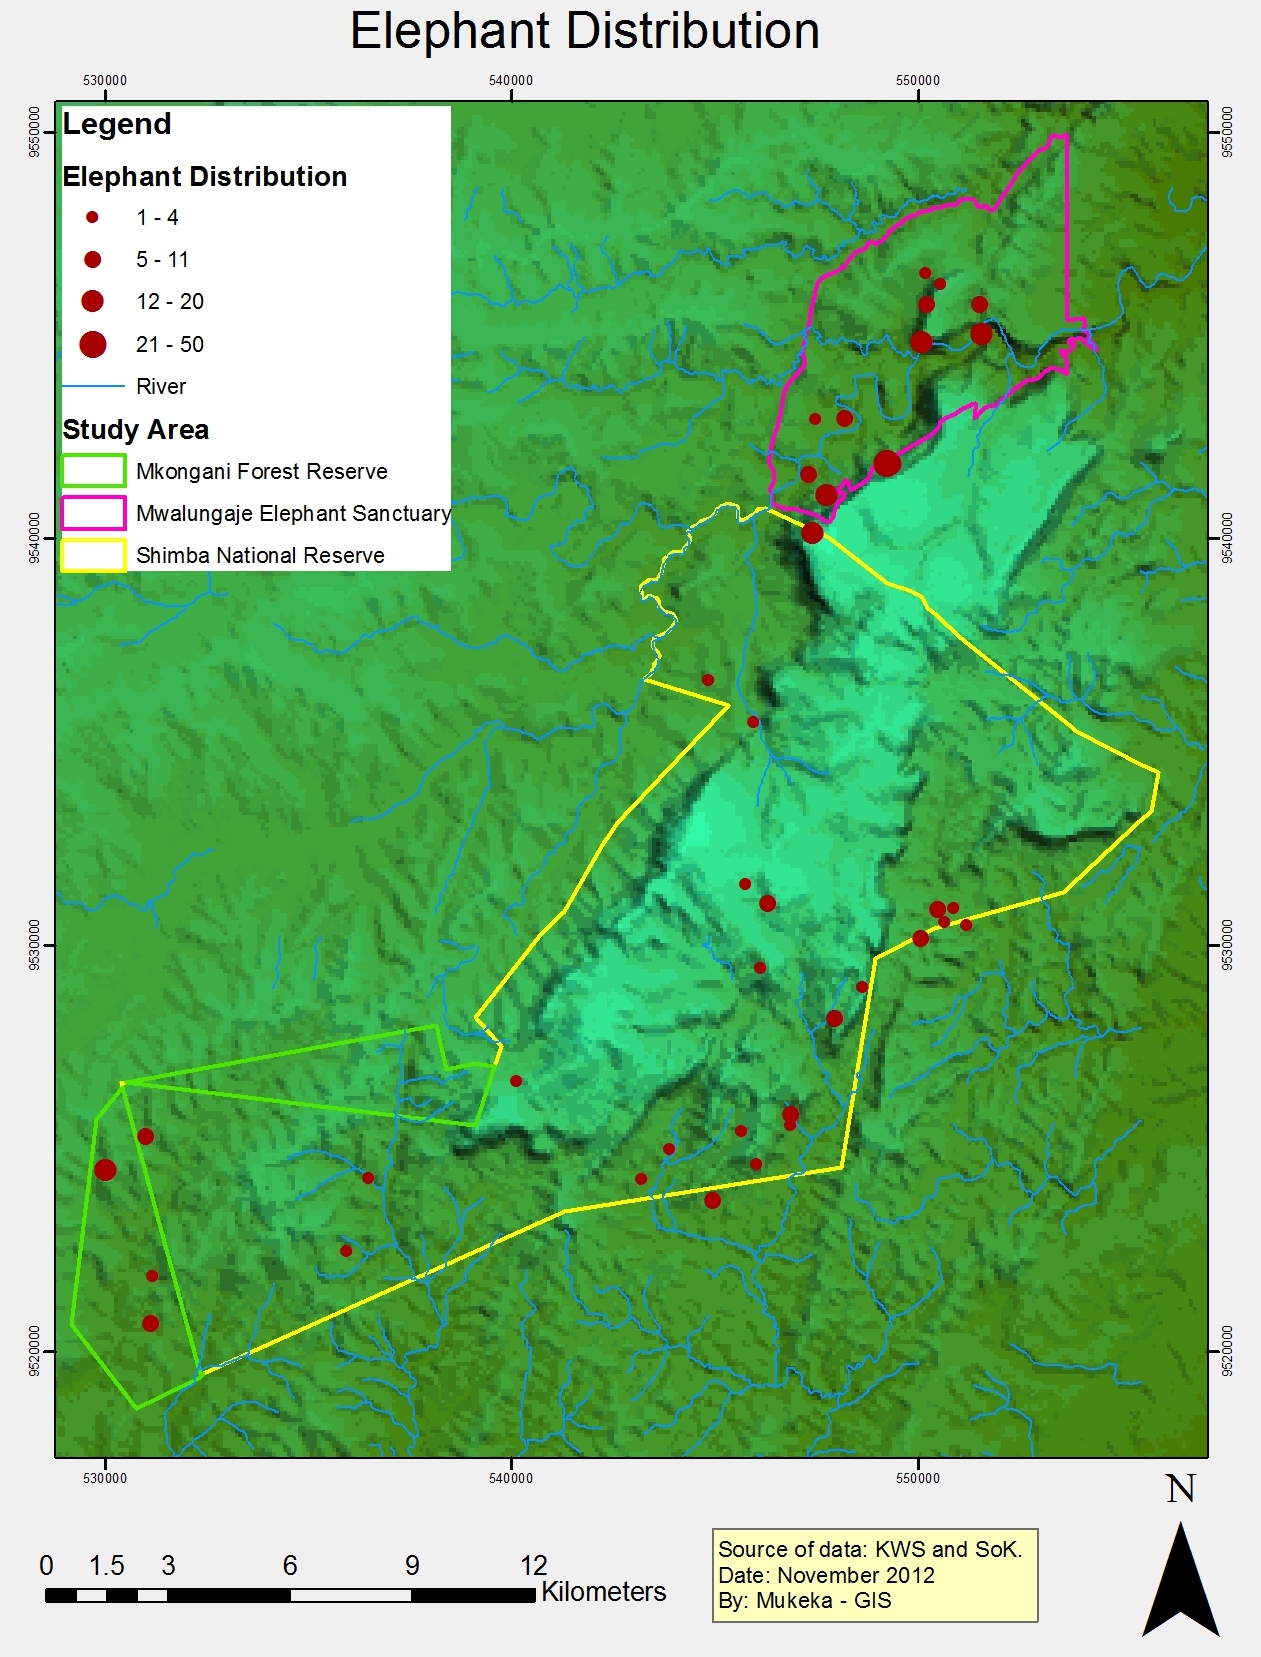 Elephant Distribution
530000
540000
550000
9550000
9550000
Legend
Elephant Distribution
1 - 4
5 - 11
12 - 20
21 - 50
River
Study Area
Mkongani Forest Reserve
Mwalungaje Elephant Sanctuary
Shimba National Reserve
9540000
9540000
9530000
9530000
9520000
9520000
530000
540000
550000
N
0 1.5 3 6 9 12
Kilometers
Source of data: KWS and SoK.
Date: November 2012
By: Mukeka - GIS